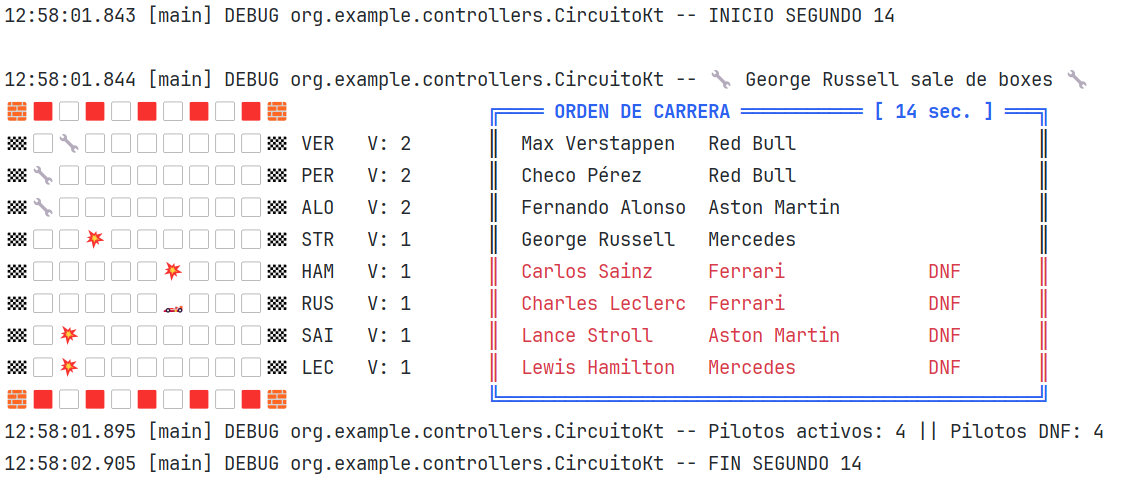 12:58:01.843 [main] DEBUG org.example.controllers.CircuitoKt -- INICIO SEGUNDO 14
12:58:01.844 [main] DEBUG org.example.controllers.CircuitoKt -- 🔧 George Russell sale de boxes 🔧
ORDEN DE CARRERA [ 14 sec. ]
VER V: 2 Max Verstappen Red Bull
PER V: 2 Checo Pérez Red Bull
ALO V: 2 Fernando Alonso Aston Martin
STR V: 1 George Russell Mercedes
HAM V: 1 Carlos Sainz Ferrari DNF
RUS V: 1 Charles Leclerc Ferrari DNF
SAI V: 1 Lance Stroll Aston Martin DNF
LEC V: 1 Lewis Hamilton Mercedes DNF
12:58:01.895 [main] DEBUG org.example.controllers.CircuitoKt -- Pilotos activos: 4 || Pilotos DNF: 4
12:58:02.905 [main] DEBUG org.example.controllers.CircuitoKt -- FIN SEGUNDO 14